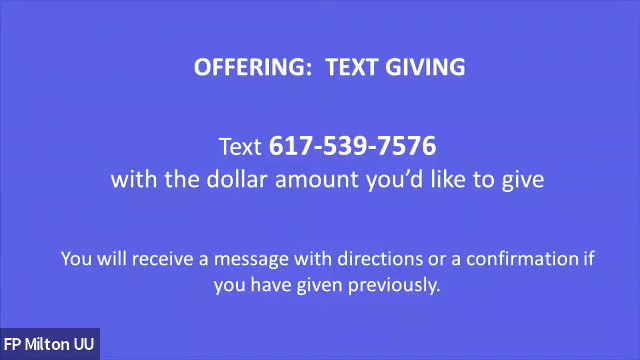 OFFERING:  TEXT GIVING
Text 617-539-7576
with the dollar amount you'd like to give
You will receive a message with directions or a confirmation if
you have given previously.
FP Milton UU